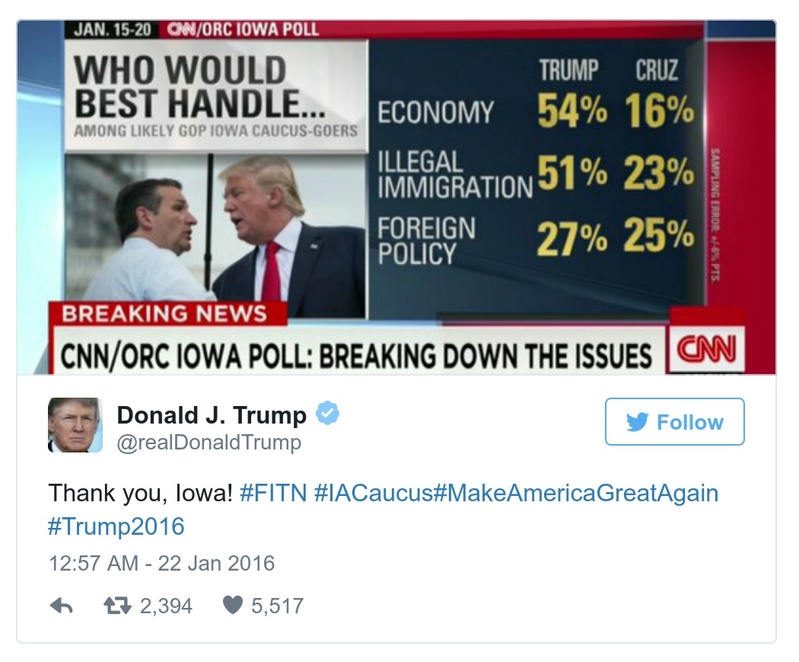 JAN. 15-20 CNN/ORC IOWA POLL
WHO WOULD
BEST HANDLE...
AMONG LIKELY GOP IOWA CAUCUS-GOERS
TRUMP CRUZ
ECONOMY 54% 16%
ILLEGAL
IMMIGRATION 51% 23%
FOREIGN
POLICY 27% 25%
SAMPLING ERROR: +/-6% PTS.
BREAKING NEWS
CNN/ORC IOWA POLL: BREAKING DOWN THE ISSUES
CNN
Donald J. Trump
@realDonaldTrump
Follow
Thank you, Iowa! #FITN #IACaucus#MakeAmericaGreatAgain
#Trump2016
12:57 AM - 22 Jan 2016
2,394 5,517